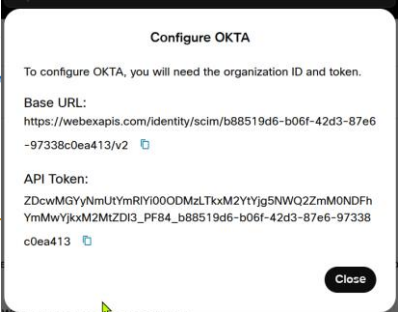 Configure OKTA
To configure OKTA, you will need the organization ID and token.
Base URL:
https://webexapis.com/identity/scim/b88519d6-b06f-42d3-87e6
-97338c0ea413/v2
API Token:
ZDcwMGYyNmUtYmRlYi00ODMzLTkxM2YtYjg5NWQ2ZmM0NDFh
YmMwYjkxM2MtZDI3_PF84_b88519d6-b06f-42d3-87e6-97338
c0ea413
Close